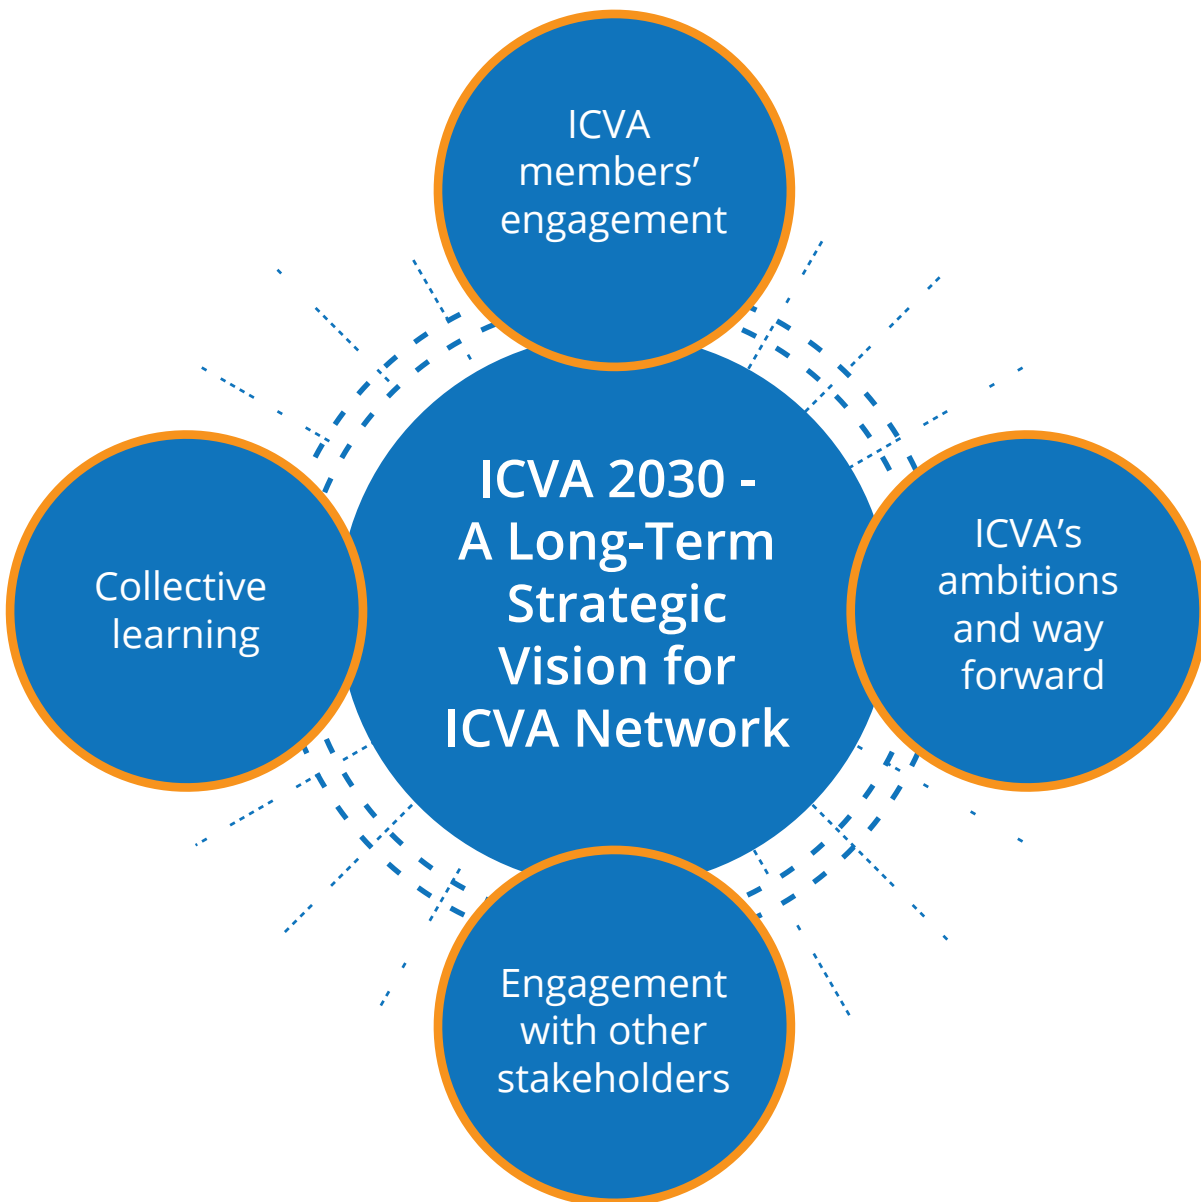 ICVA
members’
engagement
ICVA 2030 -
A Long-Term
Strategic
Vision for
ICVA Network
Collective
learning
ICVA’s
ambitions
and way
forward
Engagement
with other
stakeholders